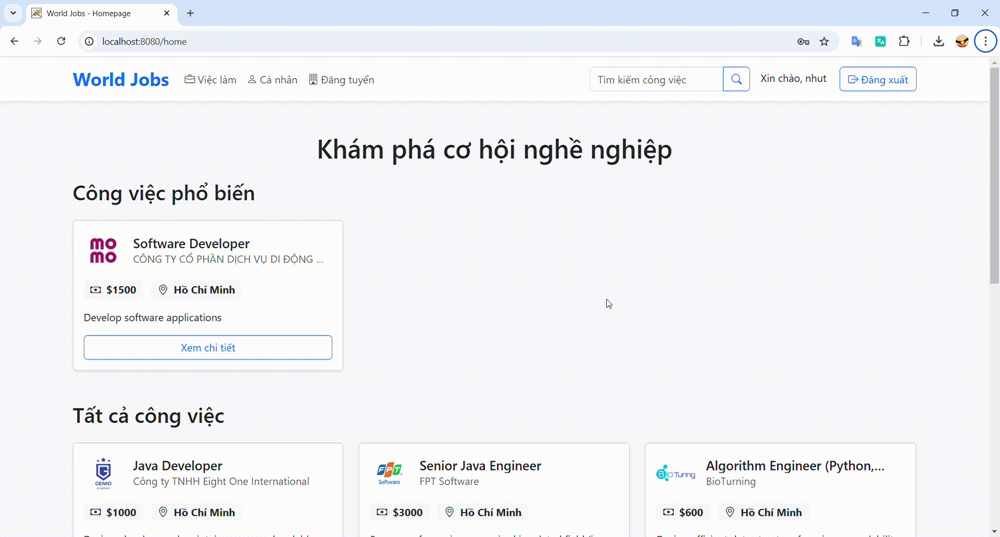 World Jobs - Homepage
localhost:8080/home
World Jobs
Việc làm
Cá nhân
Đăng tuyển
Tìm kiếm công việc
Xin chào, nhut
Đăng xuất
Khám phá cơ hội nghề nghiệp
Công việc phổ biến
mo
mo
Software Developer
CÔNG TY CỔ PHẦN DỊCH VỤ DI ĐỘNG ...
$1500
Hồ Chí Minh
Develop software applications
Xem chi tiết
Tất cả công việc
GENIO
ACADEMY
Java Developer
Công ty TNHH Eight One International
$1000
Hồ Chí Minh
FPT
Software
Senior Java Engineer
FPT Software
$3000
Hồ Chí Minh
BioTuring
Algorithm Engineer (Python,...
BioTurning
$600
Hồ Chí Minh